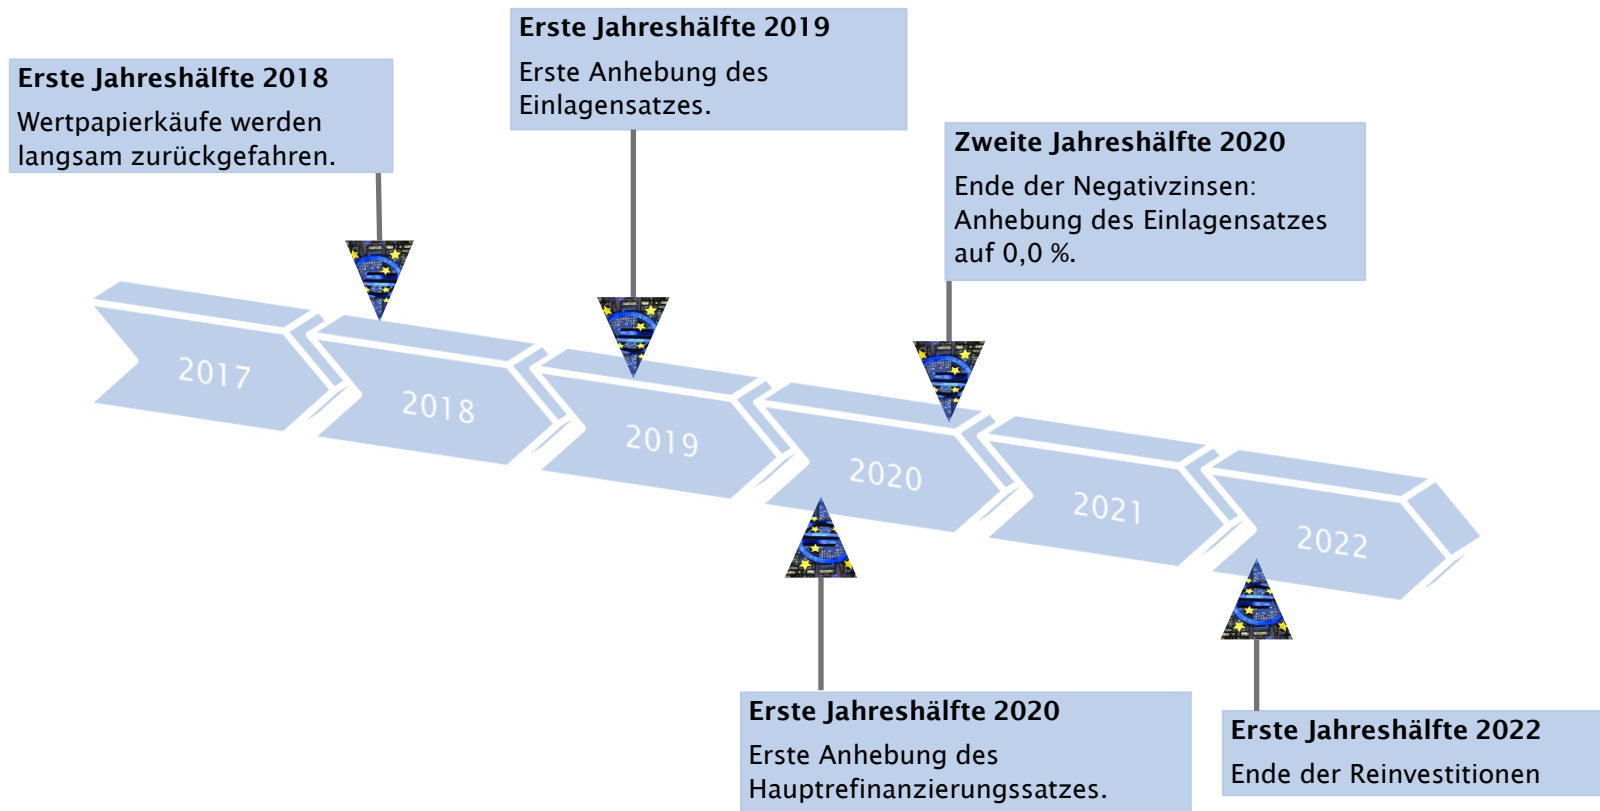 Erste Jahreshälfte 2018
Wertpapierkäufe werden
langsam zurückgefahren.
Erste Jahreshälfte 2019
Erste Anhebung des
Einlagensatzes.
Zweite Jahreshälfte 2020
Ende der Negativzinsen:
Anhebung des Einlagensatzes
auf 0,0 %.
2017
2018
2019
2020
2021
2022
Erste Jahreshälfte 2020
Erste Anhebung des
Hauptrefinanzierungssatzes.
Erste Jahreshälfte 2022
Ende der Reinvestitionen